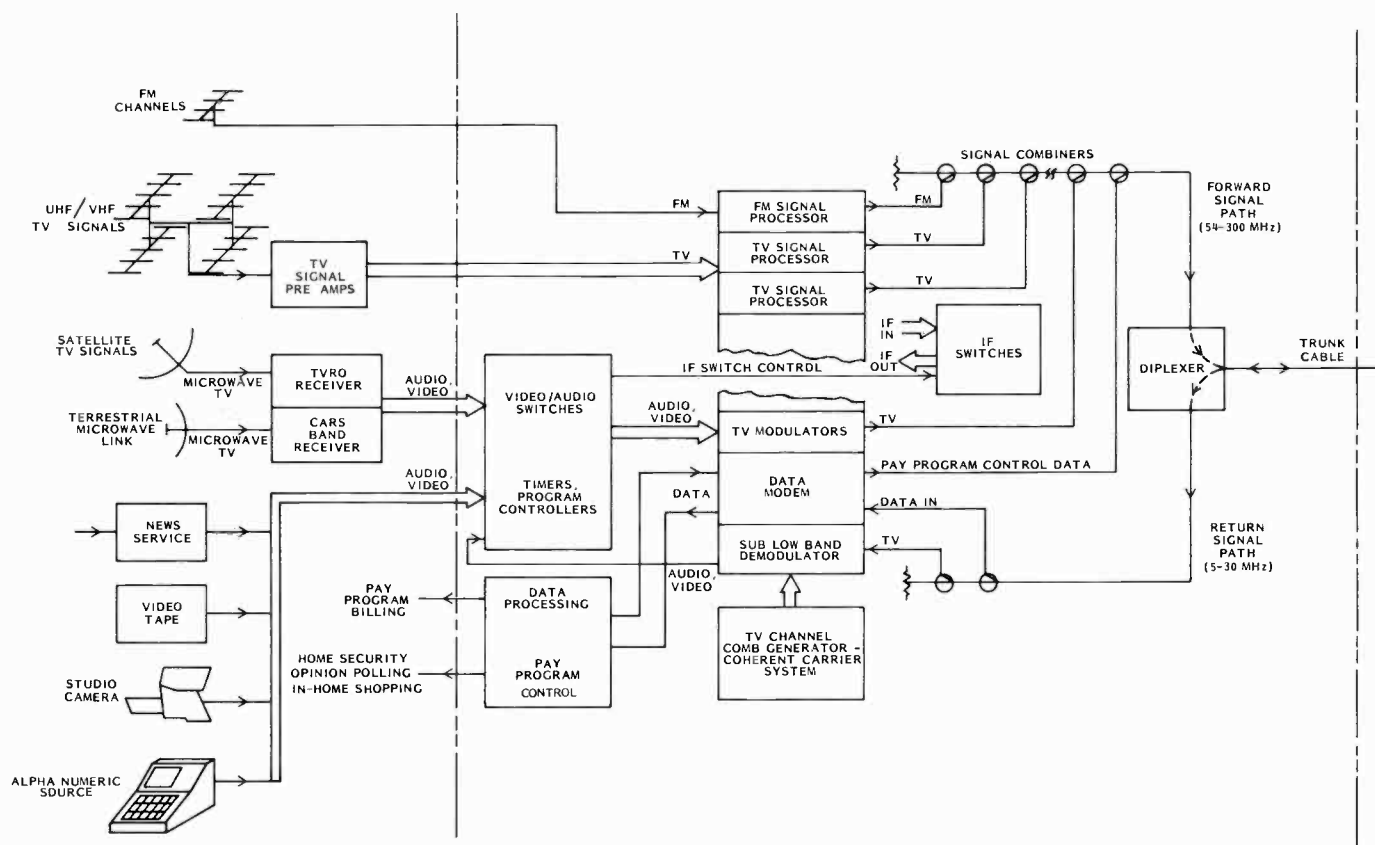 FM
CHANNELS
UHF/VHF
TV SIGNALS
TV
SIGNAL
PRE AMPS
SATELLITE
TV SIGNALS
MICROWAVE
TV
TVRO
RECEIVER
TERRESTRIAL
MICROWAVE
LINK
MICROWAVE
TV
CARS
BAND
RECEIVER
AUDIO,
VIDEO
AUDIO,
VIDEO
NEWS
SERVICE
VIDEO
TAPE
STUDIO
CAMERA
ALPHA NUMERIC
SOURCE
VIDEO/AUDIO
SWITCHES
TIMERS,
PROGRAM
CONTROLLERS
PAY
PROGRAM
BILLING
HOME SECURITY
OPINION POLLING
IN-HOME SHOPPING
DATA
PROCESSING
PAY
PROGRAM
CONTROL
FM
TV
FM SIGNAL
PROCESSOR
TV SIGNAL
PROCESSOR
TV SIGNAL
PROCESSOR
IF SWITCH CONTROL
AUDIO,
VIDEO
TV MODULATORS
DATA
DATA
MODEM
SUB LOW BAND
DEMODULATOR
AUDIO,
VIDEO
TV CHANNEL
COMB GENERATOR -
COHERENT CARRIER
SYSTEM
SIGNAL COMBINERS
FM
TV
TV
IF
IN
IF
OUT
IF
SWITCHES
TV
PAY PROGRAM CONTROL DATA
DATA IN
TV
FORWARD
SIGNAL
PATH
(54-300 MHz)
DIPLEXER
TRUNK
CABLE
RETURN
SIGNAL
PATH
(5-30 MHz)